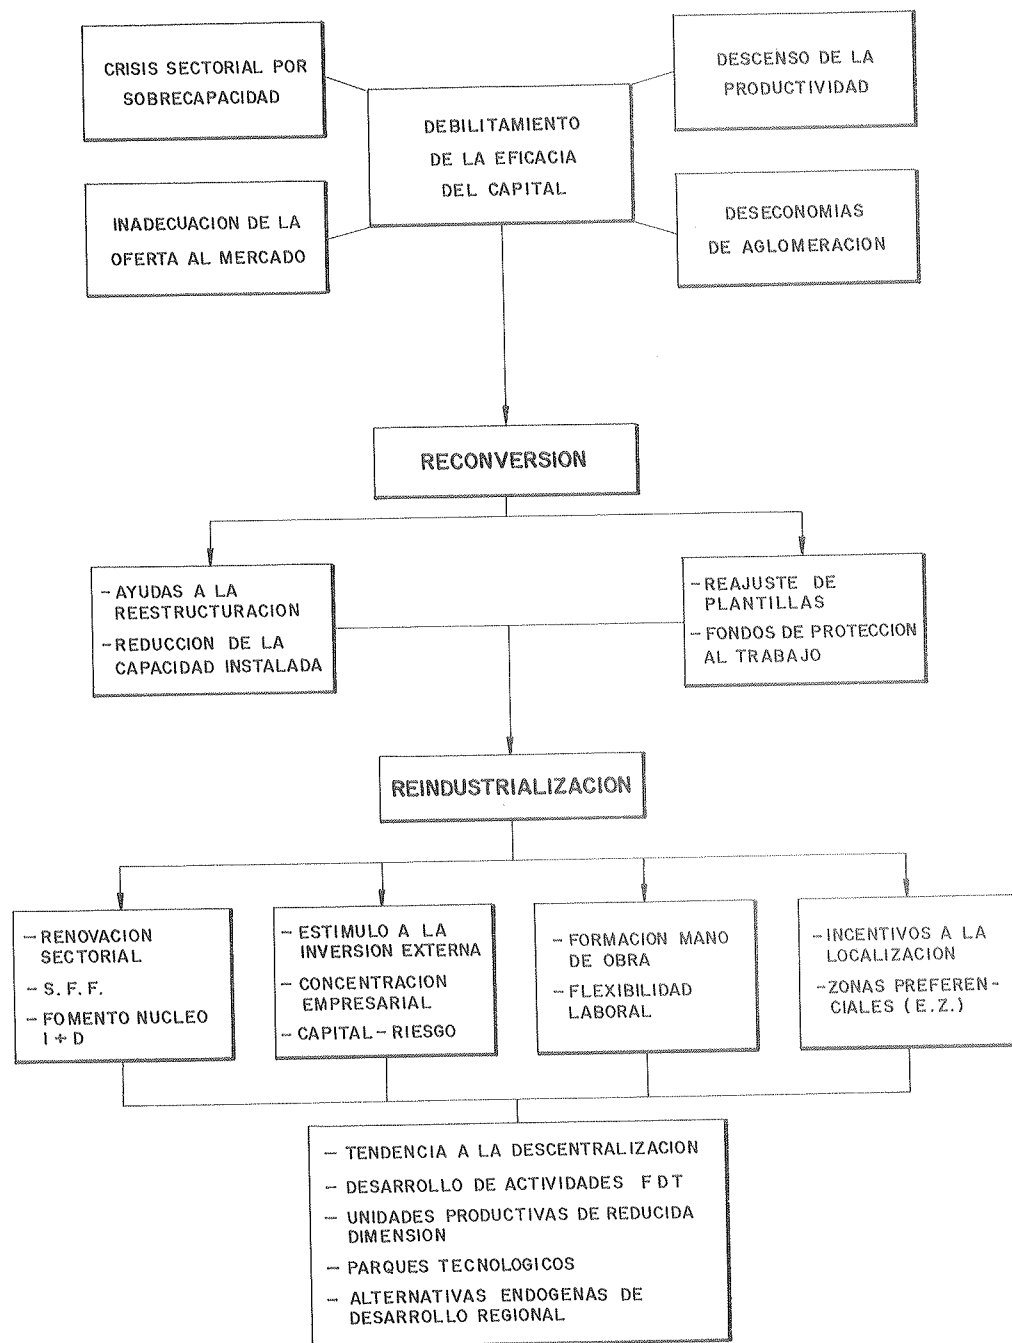 CRISIS SECTORIAL POR
SOBRECAPACIDAD
DESCENSO DE LA
PRODUCTIVIDAD
DEBILITAMIENTO
DE LA EFICACIA
DEL CAPITAL
INADECUACION DE LA
OFERTA AL MERCADO
DESECONOMIAS
DE AGLOMERACION
RECONVERSION
- AYUDAS A LA
REESTRUCTURACION
- REDUCCION DE LA
CAPACIDAD INSTALADA
- REAJUSTE DE
PLANTILLAS
- FONDOS DE PROTECCION
AL TRABAJO
REINDUSTRIALIZACION
- RENOVACION
SECTORIAL
- S. F. F.
- FOMENTO NUCLEO
I + D
- ESTIMULO A LA
INVERSION EXTERNA
- CONCENTRACION
EMPRESARIAL
- CAPITAL - RIESGO
- FORMACION MANO
DE OBRA
- FLEXIBILIDAD
LABORAL
- INCENTIVOS A LA
LOCALIZACION
- ZONAS PREFEREN-
CIALES (E.Z.)
- TENDENCIA A LA DESCENTRALIZACION
- DESARROLLO DE ACTIVIDADES F D T
- UNIDADES PRODUCTIVAS DE REDUCIDA
DIMENSION
- PARQUES TECNOLOGICOS
- ALTERNATIVAS ENDOGENAS DE
DESARROLLO REGIONAL